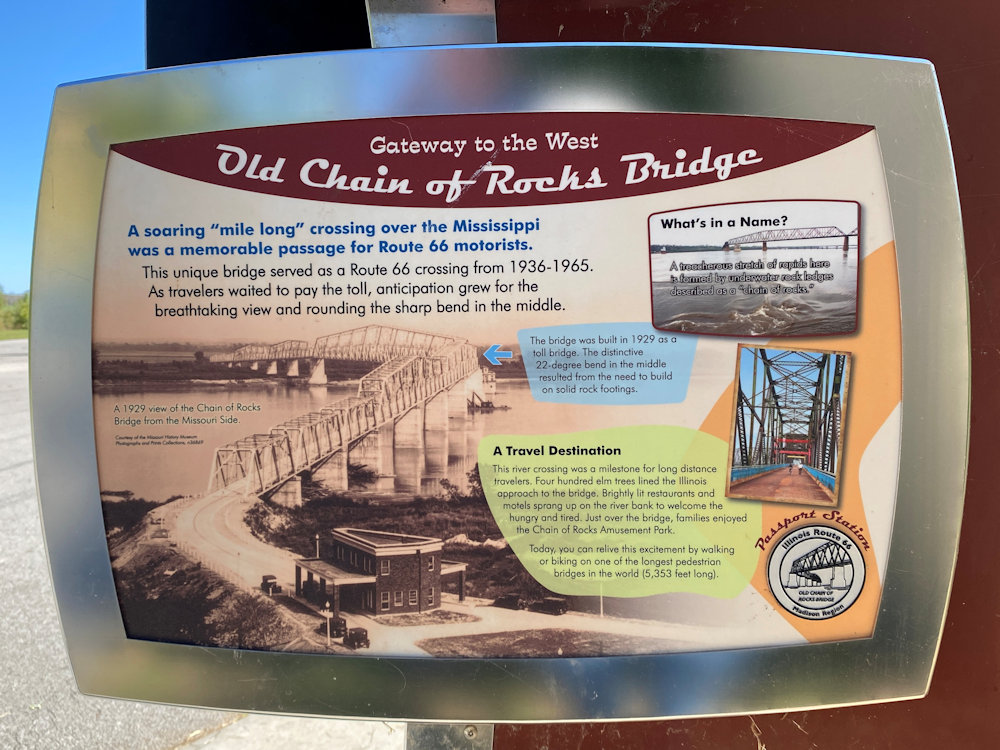 Gateway to the West
Old Chain of Rocks Bridge
A soaring “mile long” crossing over the Mississippi
was a memorable passage for Route 66 motorists.
This unique bridge served as a Route 66 crossing from 1936-1965.
As travelers waited to pay the toll, anticipation grew for the
breathtaking view and rounding the sharp bend in the middle.
What's in a Name?
A treacherous stretch of rapids here
is formed by underwater rock ledges
described as a “chain of rocks.”
The bridge was built in 1929 as a
toll bridge. The distinctive
22-degree bend in the middle
resulted from the need to build
on solid rock footings.
A 1929 view of the Chain of Rocks
Bridge from the Missouri Side.
Courtesy of the Missouri History Museum
Photographs and Prints Collections,
A Travel Destination
This river crossing was a milestone for long distance
travelers. Four hundred elm trees lined the Illinois
approach to the bridge. Brightly lit restaurants and
motels sprang up on the river bank to welcome the
hungry and tired. Just over the bridge, families enjoyed
the Chain of Rocks Amusement Park.
Today, you can relive this excitement by walking
or biking on one of the longest pedestrian
bridges in the world (5,353 feet long).
Passport Station
Illinois Route 66
OLD CHAIN OF
ROCKS BRIDGE
Madison Region